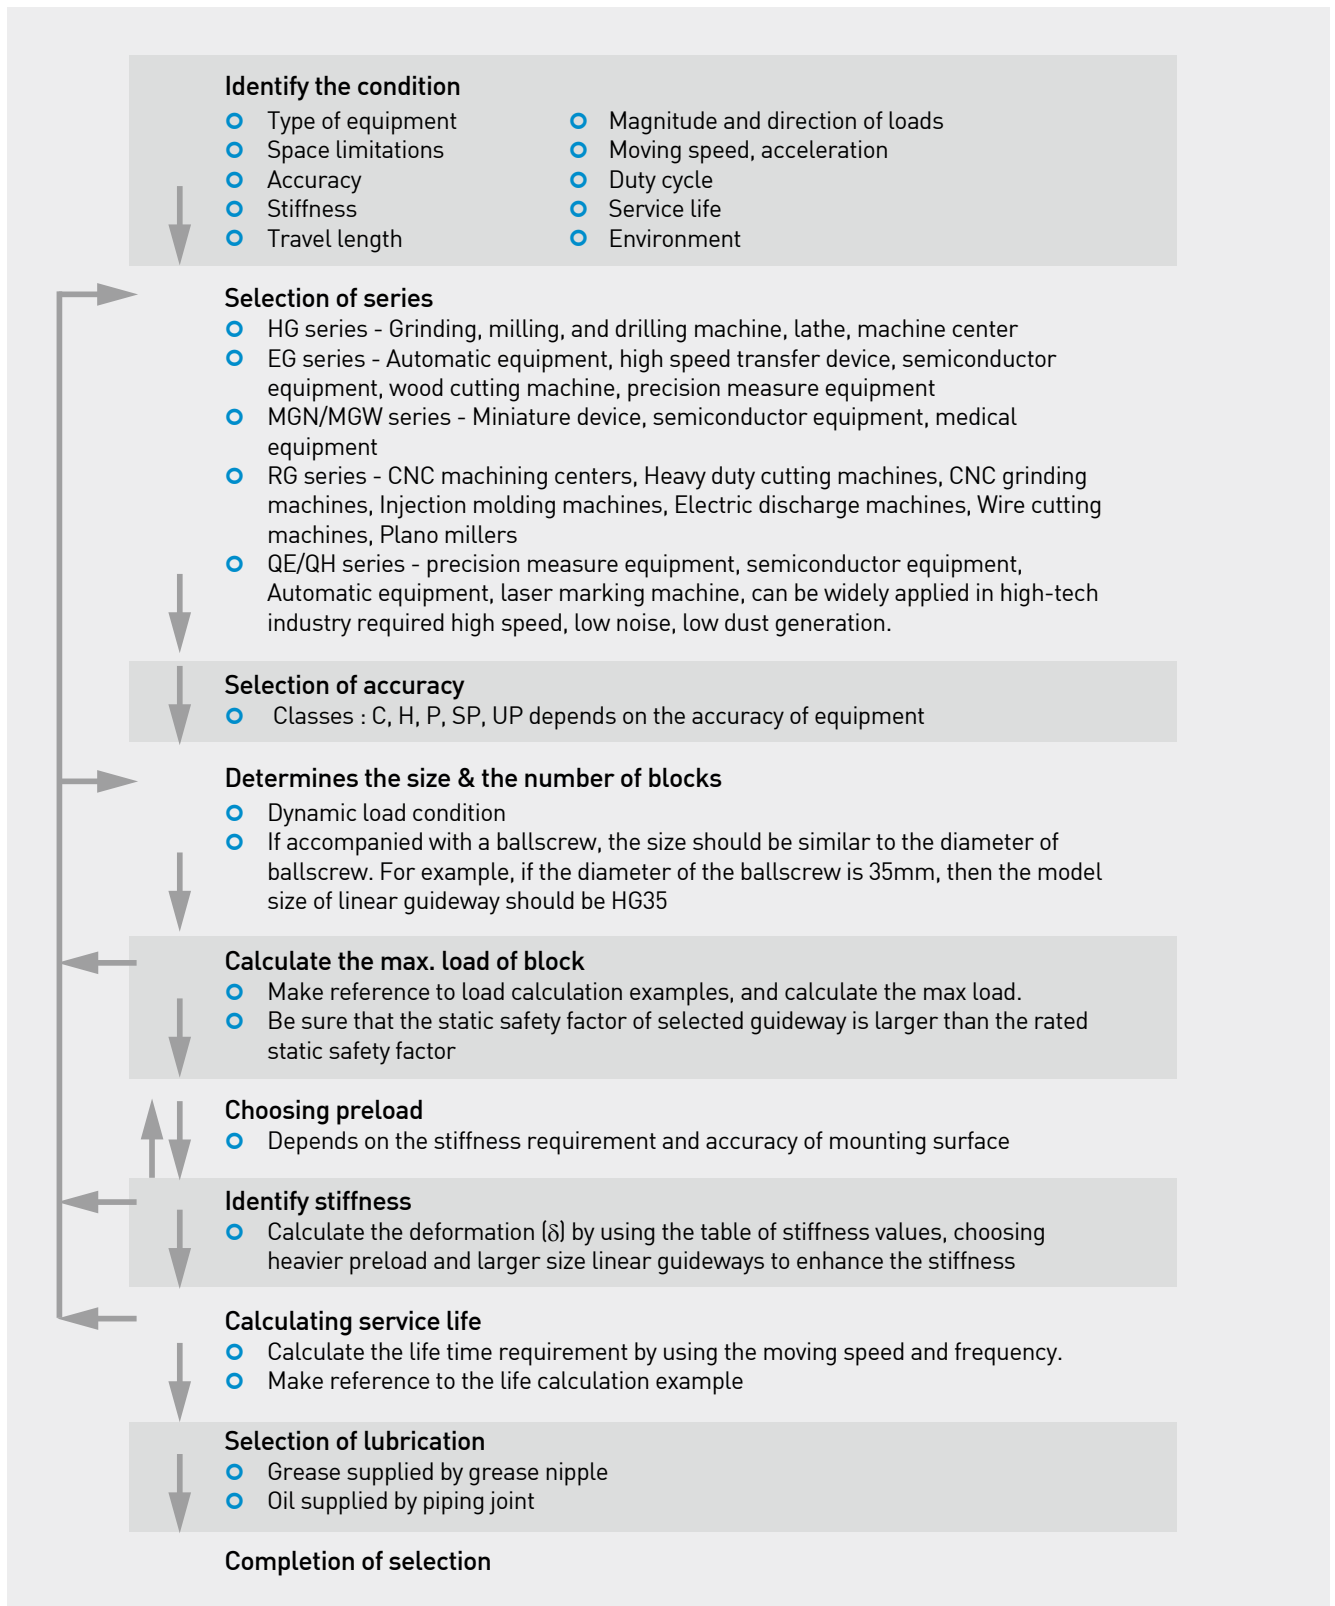 Identify the condition
Type of equipment
Space limitations
Accuracy
Stiffness
Travel length
Magnitude and direction of loads
Moving speed, acceleration
Duty cycle
Service life
Environment
Selection of series
HG series - Grinding, milling, and drilling machine, lathe, machine center
EG series - Automatic equipment, high speed transfer device, semiconductor
equipment, wood cutting machine, precision measure equipment
MGN/MGW series - Miniature device, semiconductor equipment, medical
equipment
RG series - CNC machining centers, Heavy duty cutting machines, CNC grinding
machines, Injection molding machines, Electric discharge machines, Wire cutting
machines, Plano millers
QE/QH series - precision measure equipment, semiconductor equipment,
Automatic equipment, laser marking machine, can be widely applied in high-tech
industry required high speed, low noise, low dust generation.
Selection of accuracy
Classes : C, H, P, SP, UP depends on the accuracy of equipment
Determines the size & the number of blocks
Dynamic load condition
If accompanied with a ballscrew, the size should be similar to the diameter of
ballscrew. For example, if the diameter of the ballscrew is 35mm, then the model
size of linear guideway should be HG35
Calculate the max. load of block
Make reference to load calculation examples, and calculate the max load.
Be sure that the static safety factor of selected guideway is larger than the rated
static safety factor
Choosing preload
Depends on the stiffness requirement and accuracy of mounting surface
Identify stiffness
Calculate the deformation (δ) by using the table of stiffness values, choosing
heavier preload and larger size linear guideways to enhance the stiffness
Calculating service life
Calculate the life time requirement by using the moving speed and frequency.
Make reference to the life calculation example
Selection of lubrication
Grease supplied by grease nipple
Oil supplied by piping joint
Completion of selection